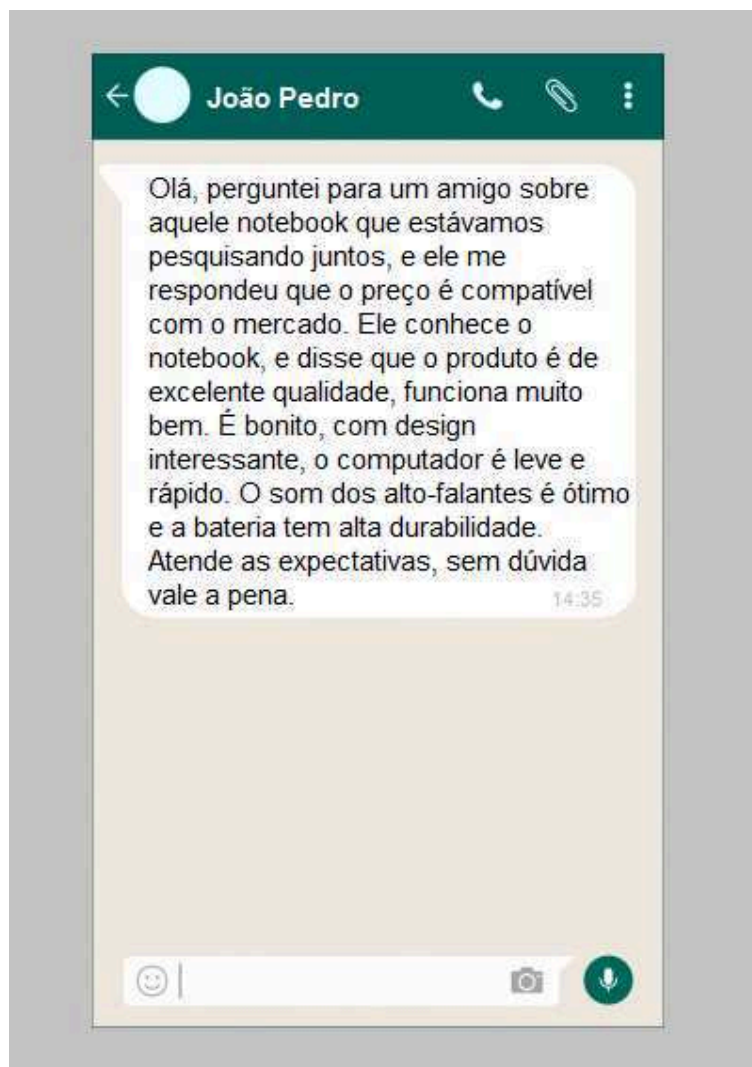 João Pedro
Olá, perguntei para um amigo sobre
aquele notebook que estávamos
pesquisando juntos, e ele me
respondeu que o preço é compatível
com o mercado. Ele conhece o
notebook, e disse que o produto é de
excelente qualidade, funciona muito
bem. É bonito, com design
interessante, o computador é leve e
rápido. O som dos alto-falantes é ótimo
e a bateria tem alta durabilidade.
Atende as expectativas, sem dúvida
vale a pena.
14:35